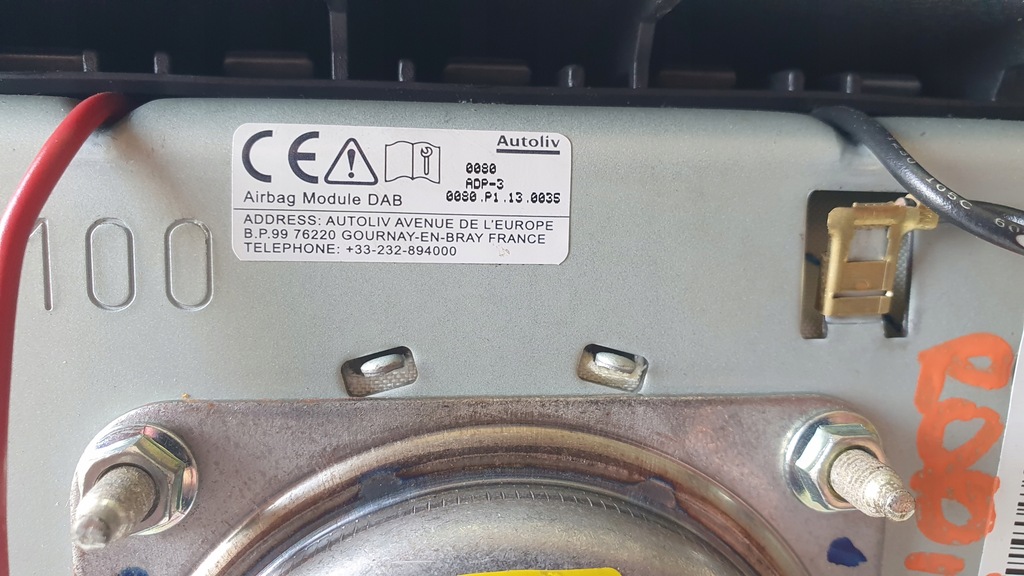 CE
Autoliv
0080
ADP-3
Airbag Module DAB
0080.P1.13.0035
ADDRESS: AUTOLIV AVENUE DE L'EUROPE
B.P.99 76220 GOURNAY-EN-BRAY FRANCE
TELEPHONE: +33-232-894000
100